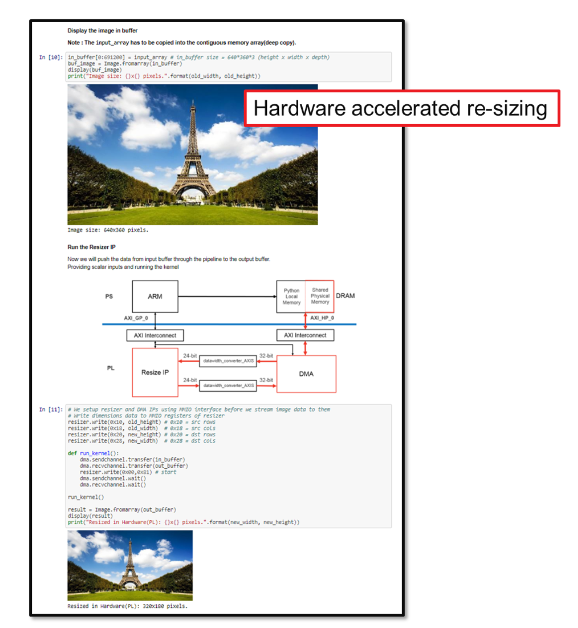 Display the image in buffer
Note : The input_array has to be copied into the contiguous memory array(deep copy).
In [10]: in_buffer[0:691200] = input_array # in_buffer size = 640*360*3 (height x width x depth)
buf_image = Image.fromarray(in_buffer)
display(buf_image)
print("Image size: {}x{} pixels.".format(old_width, old_height))
Hardware accelerated re-sizing
Image size: 640x360 pixels.
Run the Resizer IP
Now we will push the data from input buffer through the pipeline to the output buffer.
Providing scaler inputs and running the kernel
PS
ARM
Python Local Memory
Shared Physical Memory
DRAM
AXI_GP_0
AXI_HP_0
AXI Interconnect
AXI Interconnect
PL
Resize IP
24-bit
datawidth_converter_AXIS
32-bit
DMA
24-bit
datawidth_converter_AXIS
32-bit
In [11]: # We setup resizer and DMA IPs using MMIO interface before we stream image data to them
# Write dimensions data to MMIO registers of resizer
resizer.write(0x10, old_height) # 0x10 = src rows
resizer.write(0x18, old_width) # 0x18 = src cols
resizer.write(0x20, new_height) # 0x20 = dst rows
resizer.write(0x28, new_width) # 0x28 = dst cols
def run_kernel():
dma.sendchannel.transfer(in_buffer)
dma.recvchannel.transfer(out_buffer)
resizer.write(0x00,0x81) # start
dma.sendchannel.wait()
dma.recvchannel.wait()
run_kernel()
result = Image.fromarray(out_buffer)
display(result)
print("Resized in Hardware(PL): {}x{} pixels.".format(new_width, new_height))
Resized in Hardware(PL): 320x180 pixels.